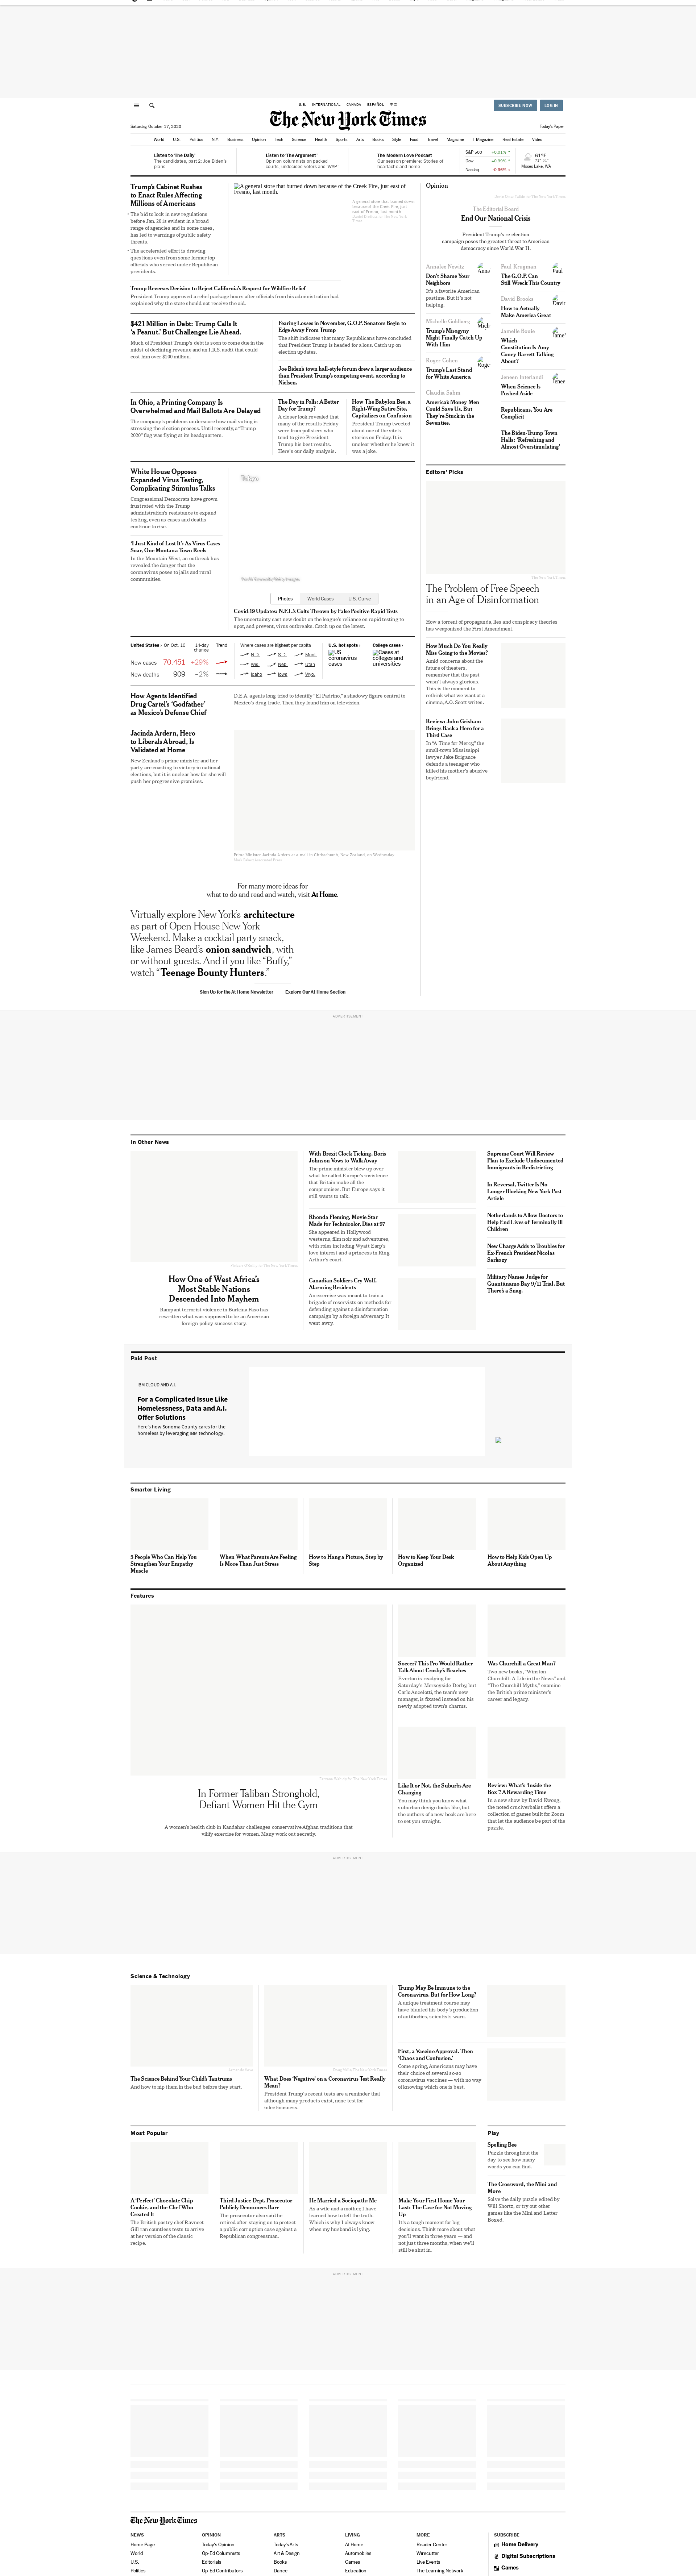 U.S.
INTERNATIONAL
CANADA
ESPAÑOL
中文
SUBSCRIBE NOW
LOG IN
The New York Times
Saturday, October 17, 2020
Today's Paper
World
U.S.
Politics
N.Y.
Business
Opinion
Tech
Science
Health
Sports
Arts
Books
Style
Food
Travel
Magazine
T Magazine
Real Estate
Video
Listen to 'The Daily'
The candidates, part 2: Joe Biden's plans
Listen to 'The Argument'
Opinion columnists on packed courts, undecided voters and 'WAP'
The Modern Love Podcast
Our season premiere: Stories of heartache and home.
S&P 500 +0.01%
Dow +0.39%
Nasdaq -0.36%
61°F
Moses Lake, WA
Trump's Cabinet Rushes
to Enact Rules Affecting
Millions of Americans
• The bid to lock in new regulations
before Jan. 20 is evident in a broad
range of agencies and in some cases,
has led to warnings of public safety
threats.
• The accelerated effort is drawing
questions even from some former top
officials who served under Republican
presidents.
A general store that burned down because of the Creek Fire, just east of
Fresno, last month.
A general store that burned down
because of the Creek Fire, just
east of Fresno, last month.
Trump Reverses Decision to Reject California's Request for Wildfire Relief
President Trump approved a relief package hours after officials from his administration had
explained why the state should not receive the aid.
$421 Million in Debt: Trump Calls It
'a Peanut,' But Challenges Lie Ahead.
Much of President Trump's debt is soon to come due, in the
midst of declining revenue and an I.R.S. audit that could
cost him over $100 million.
Fearing Losses in November, G.O.P. Senators Begin to
Edge Away From Trump
The shift indicates that many Republicans have concluded
that President Trump is headed for a loss. Catch up on
election updates.
Joe Biden's town hall-style forum drew a larger audience
than President Trump's competing event, according to
Nielsen.
In Ohio, a Printing Company Is
Overwhelmed and Mail Ballots Are Delayed
The company's problems underscore how mail voting is
stressing the election process. Until recently, a "Trump
2020" flag was flying at its headquarters.
The Day in Polls: A Better
Day for Trump?
A closer look revealed that
many of the results Friday
were from pollsters who
tend to give President
Trump his best results.
Here's our daily analysis.
How The Babylon Bee, a
Right-Wing Satire Site,
Capitalizes on Confusion
President Trump tweeted
about one of the site's
stories on Friday. It is
unclear whether he knew it
was a joke.
White House Opposes
Expanded Virus Testing,
Complicating Stimulus Talks
Congressional Democrats have grown
frustrated with the Trump
administration's resistance to expand
testing, even as cases and deaths
continue to rise.
'I Just Kind of Lost It': As Virus Cases
Soar, One Montana Town Reels
In the Mountain West, an outbreak
has revealed the danger that the
coronavirus poses to jails and rural
communities.
Tokyo
Photos
World Cases
U.S. Curve
Covid-19 Updates: N.F.L.'s Colts Thrown by False Positive Rapid Tests
The uncertainty cast new doubt on the league's reliance on rapid testing to
spot, and prevent, virus outbreaks. Catch up on the latest.
United States › On Oct. 16
14-day
change
Trend
New cases 70,451 +29%
New deaths 909 –2%
Where cases are highest per capita
N.D.
S.D.
Mont.
Wis.
Neb.
Utah
Idaho
Iowa
Wyo.
U.S. hot spots ›
US
coronavirus
cases
College cases ›
Cases at
colleges and
universities
How Agents Identified
Drug Cartel's 'Godfather'
as Mexico's Defense Chief
D.E.A. agents long tried to identify "El Padrino," a shadowy figure central to
Mexico's drug trade. Then they found him on television.
Jacinda Ardern, Hero
to Liberals Abroad, Is
Validated at Home
New Zealand's prime minister and her
party are coasting to victory in national
elections, but it is unclear how far she will
push her progressive promises.
Prime Minister Jacinda Ardern at a mall in Christchurch, New Zealand, on Wednesday.
For many more ideas for
what to do and read and watch, visit At Home.
Virtually explore New York's architecture
as part of Open House New York
Weekend. Make a cocktail party snack,
like James Beard's onion sandwich, with
or without guests. And if you like "Buffy,"
watch "Teenage Bounty Hunters."
Sign Up for the At Home Newsletter
Explore Our At Home Section
Opinion
The Editorial Board
End Our National Crisis
President Trump's re-election
campaign poses the greatest threat to American
democracy since World War II.
Annalee Newitz
Don't Shame Your
Neighbors
It's a favorite American
pastime. But it's not
helping.
Michelle Goldberg
Trump's Misogyny
Might Finally Catch Up
With Him
Roger Cohen
Trump's Last Stand
for White America
Claudia Sahm
America's Money Men
Could Save Us. But
They're Stuck in the
Seventies.
Paul Krugman
The G.O.P. Can
Still Wreck This Country
David Brooks
How to Actually
Make America Great
Jamelle Bouie
Which
Constitution Is Amy
Coney Barrett Talking
About?
Jeneen Interlandi
When Science Is
Pushed Aside
Republicans, You Are
Complicit
The Biden-Trump Town
Halls: 'Refreshing and
Almost Overstimulating'
Editors' Picks
The New York Times
The Problem of Free Speech
in an Age of Disinformation
How a torrent of propaganda, lies and conspiracy theories
has weaponized the First Amendment.
How Much Do You Really
Miss Going to the Movies?
Amid concerns about the
future of theaters,
remember that the past
wasn't always glorious.
This is the moment to
rethink what we want as a
cinema, A.O. Scott writes.
Review: John Grisham
Brings Back a Hero for a
Third Case
In "A Time for Mercy," the
small-town Mississippi
lawyer Jake Brigance
defends a teenager who
killed his mother's abusive
boyfriend.
ADVERTISEMENT
In Other News
How One of West Africa's
Most Stable Nations
Descended Into Mayhem
Rampant terrorist violence in Burkina Faso has
rewritten what was supposed to be an American
foreign-policy success story.
With Brexit Clock Ticking, Boris
Johnson Vows to Walk Away
The prime minister blew up over
what he called Europe's insistence
that Britain make all the
compromises. But Europe says it
still wants to talk.
Rhonda Fleming, Movie Star
Made for Technicolor, Dies at 97
She appeared in Hollywood
westerns, film noir and adventures,
with roles including Wyatt Earp's
love interest and a princess in King
Arthur's court.
Canadian Soldiers Cry Wolf,
Alarming Residents
An exercise was meant to train a
brigade of reservists on methods for
defending against a disinformation
campaign by a foreign adversary. It
went awry.
Supreme Court Will Review
Plan to Exclude Undocumented
Immigrants in Redistricting
In Reversal, Twitter Is No
Longer Blocking New York Post
Article
Netherlands to Allow Doctors to
Help End Lives of Terminally Ill
Children
New Charge Adds to Troubles for
Ex-French President Nicolas
Sarkozy
Military Names Judge for
Guantánamo Bay 9/11 Trial. But
There's a Snag.
Paid Post
IBM CLOUD AND A.I.
For a Complicated Issue Like
Homelessness, Data and A.I.
Offer Solutions
Here's how Sonoma County cares for the
homeless by leveraging IBM technology.
Smarter Living
5 People Who Can Help You
Strengthen Your Empathy
Muscle
When What Parents Are Feeling
Is More Than Just Stress
How to Hang a Picture, Step by
Step
How to Keep Your Desk
Organized
How to Help Kids Open Up
About Anything
Features
In Former Taliban Stronghold,
Defiant Women Hit the Gym
A women's health club in Kandahar challenges conservative Afghan traditions that
vilify exercise for women. Many work out secretly.
Soccer? This Pro Would Rather
Talk About Crosby's Beaches
Everton is readying for
Saturday's Merseyside Derby, but
Carlo Ancelotti, the team's new
manager, is fixated instead on his
newly adopted town's charms.
Was Churchill a Great Man?
Two new books, "Winston
Churchill: A Life in the News" and
"The Churchill Myths," examine
the British prime minister's
career and legacy.
Like It or Not, the Suburbs Are
Changing
You may think you know what
suburban design looks like, but
the authors of a new book are here
to set you straight.
Review: What's 'Inside the
Box'? A Rewarding Time
In a new show by David Kwong,
the noted cruciverbalist offers a
collection of games built for Zoom
that let the audience be part of the
puzzle.
ADVERTISEMENT
Science & Technology
The Science Behind Your Child's Tantrums
And how to nip them in the bud before they start.
What Does 'Negative' on a Coronavirus Test Really
Mean?
President Trump's recent tests are a reminder that
although many products exist, none test for
infectiousness.
Trump May Be Immune to the
Coronavirus. But for How Long?
A unique treatment course may
have blunted his body's production
of antibodies, scientists warn.
First, a Vaccine Approval. Then
'Chaos and Confusion.'
Come spring, Americans may have
their choice of several so-so
coronavirus vaccines — with no way
of knowing which one is best.
Most Popular
A 'Perfect' Chocolate Chip
Cookie, and the Chef Who
Created It
The British pastry chef Ravneet
Gill ran countless tests to arrive
at her version of the classic
recipe.
Third Justice Dept. Prosecutor
Publicly Denounces Barr
The prosecutor also said he
retired after signing on to protect
a public corruption case against a
Republican congressman.
He Married a Sociopath: Me
As a wife and a mother, I have
learned how to tell the truth.
Which is why I always know
when my husband is lying.
Make Your First Home Your
Last: The Case for Not Moving
Up
It's a tough moment for big
decisions. Think more about what
you'll want in three years — and
not just three months, when we'll
still be shut in.
Play
Spelling Bee
Puzzle throughout the
day to see how many
words you can find.
The Crossword, the Mini and
More
Solve the daily puzzle edited by
Will Shortz, or try out other
games like the Mini and Letter
Boxed.
ADVERTISEMENT
The New York Times
NEWS
Home Page
World
U.S.
Politics
OPINION
Today's Opinion
Op-Ed Columnists
Editorials
Op-Ed Contributors
ARTS
Today's Arts
Art & Design
Books
Dance
LIVING
At Home
Automobiles
Games
Education
MORE
Reader Center
Wirecutter
Live Events
The Learning Network
SUBSCRIBE
Home Delivery
Digital Subscriptions
Games